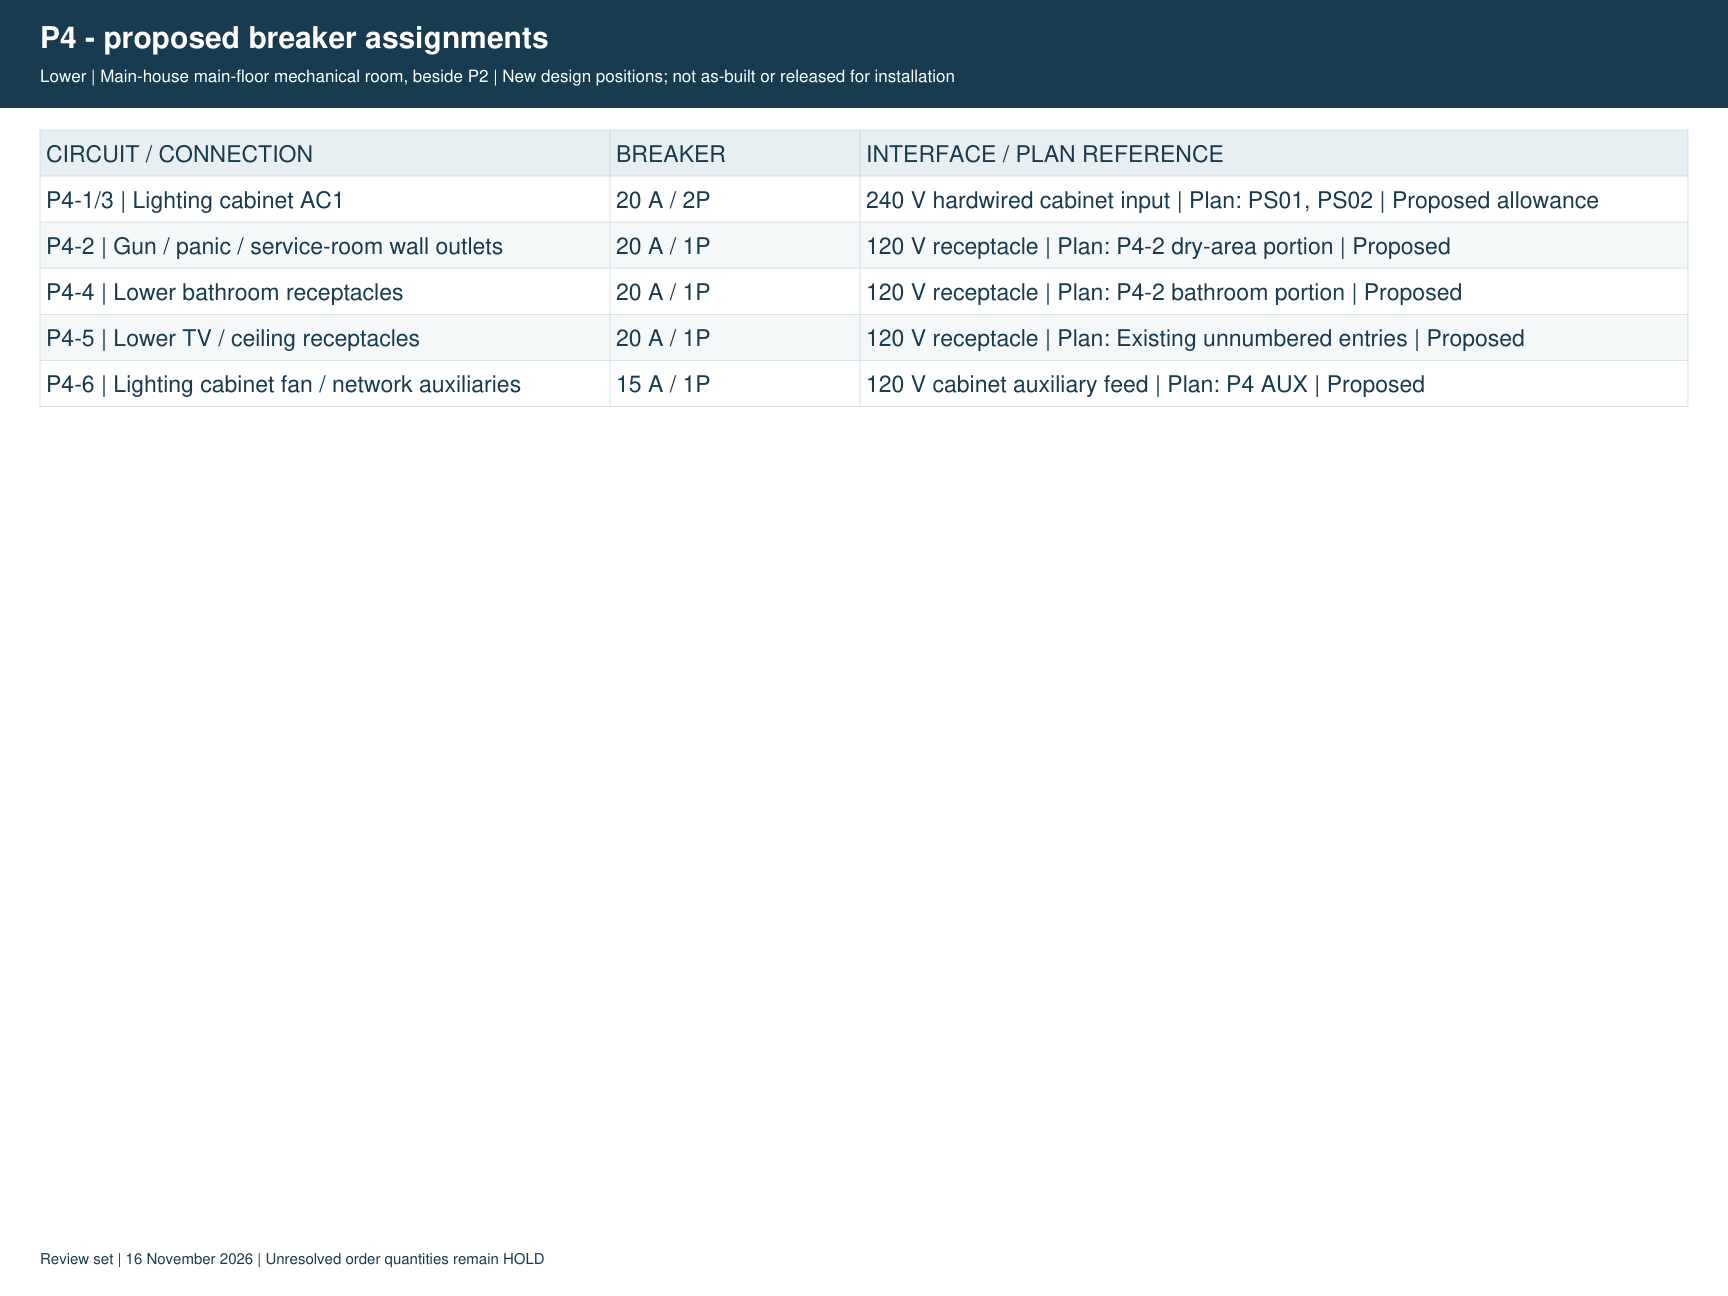 P4 - proposed breaker assignments
Lower | Main-house main-floor mechanical room, beside P2 | New design positions; not as-built or released for installation
CIRCUIT / CONNECTION BREAKER INTERFACE / PLAN REFERENCE
P4-1/3 | Lighting cabinet AC1 20 A / 2P 240 V hardwired cabinet input | Plan: PS01, PS02 | Proposed allowance
P4-2 | Gun / panic / service-room wall outlets 20 A / 1P 120 V receptacle | Plan: P4-2 dry-area portion | Proposed
P4-4 | Lower bathroom receptacles 20 A / 1P 120 V receptacle | Plan: P4-2 bathroom portion | Proposed
P4-5 | Lower TV / ceiling receptacles 20 A / 1P 120 V receptacle | Plan: Existing unnumbered entries | Proposed
P4-6 | Lighting cabinet fan / network auxiliaries 15 A / 1P 120 V cabinet auxiliary feed | Plan: P4 AUX | Proposed
Review set | 16 November 2026 | Unresolved order quantities remain HOLD